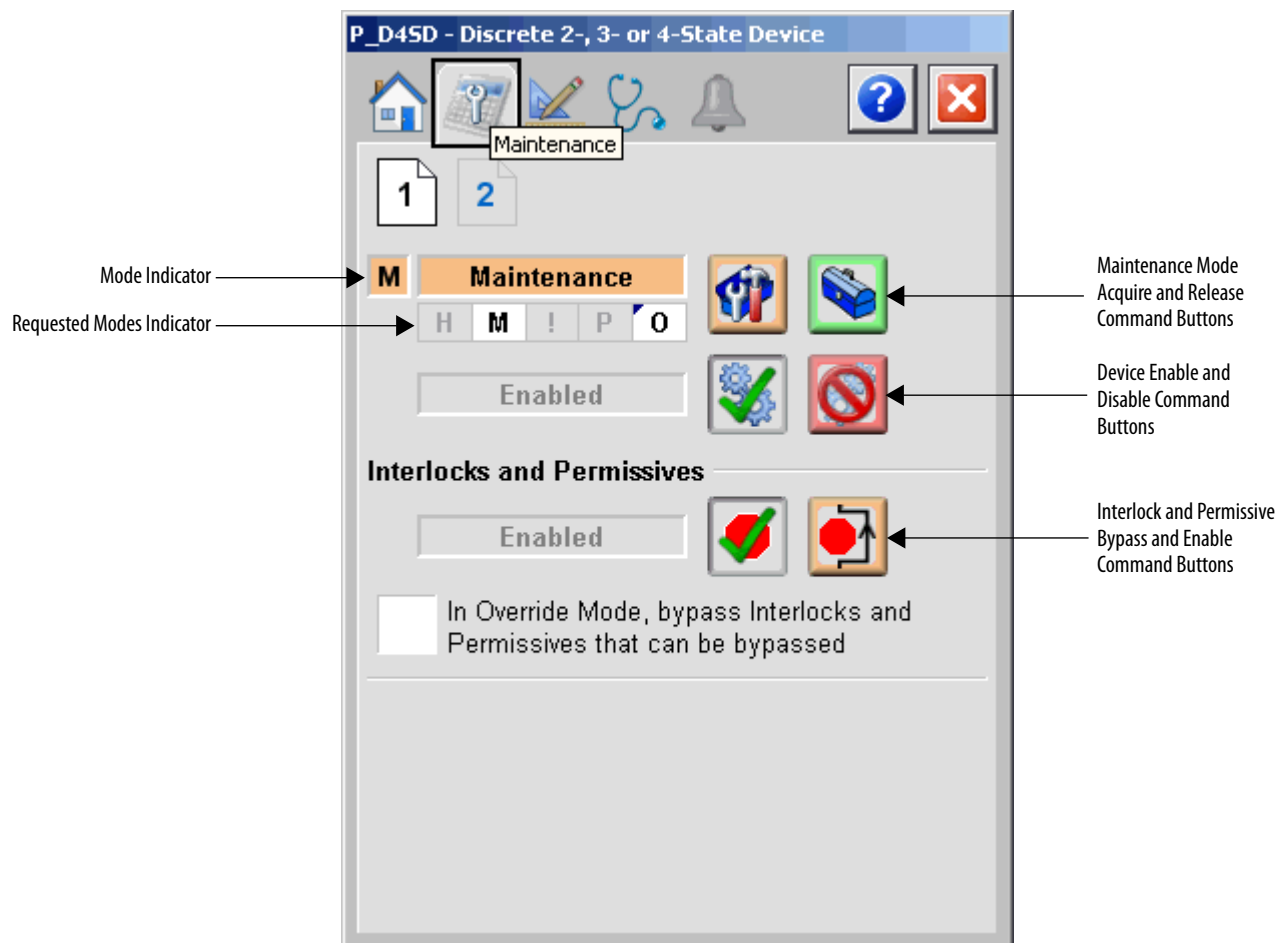 P_D4SD - Discrete 2-, 3- or 4-State Device
?
Maintenance
1 2
Mode Indicator
M Maintenance
Maintenance Mode
Acquire and Release
Command Buttons
Requested Modes Indicator
H M ! P O
Enabled
Device Enable and
Disable Command
Buttons
Interlocks and Permissives
Enabled
Interlock and Permissive
Bypass and Enable
Command Buttons
In Override Mode, bypass Interlocks and
Permissives that can be bypassed